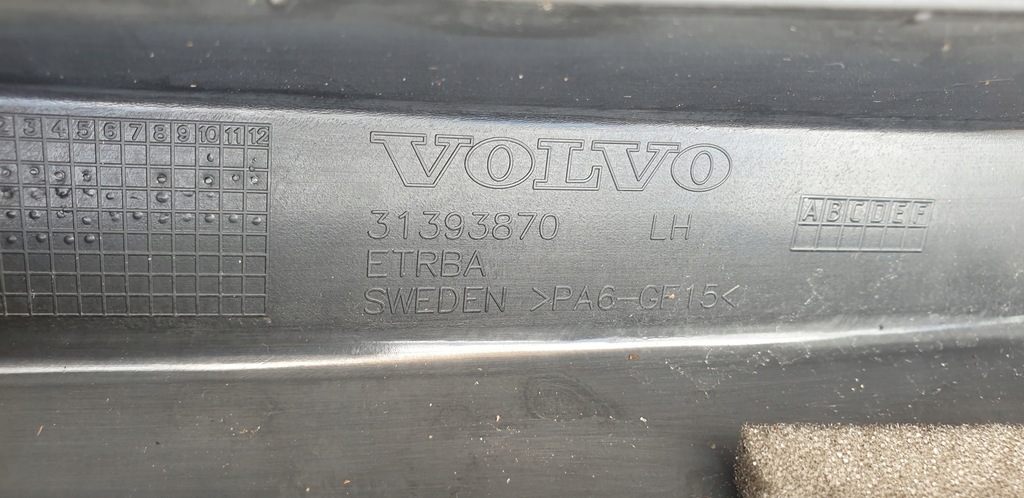 2 3 4 5 6 7 8 9 10 11 12
VOLVO
31393870 LH
ABCDEF
ETRBA
SWEDEN >PA6-GF15<